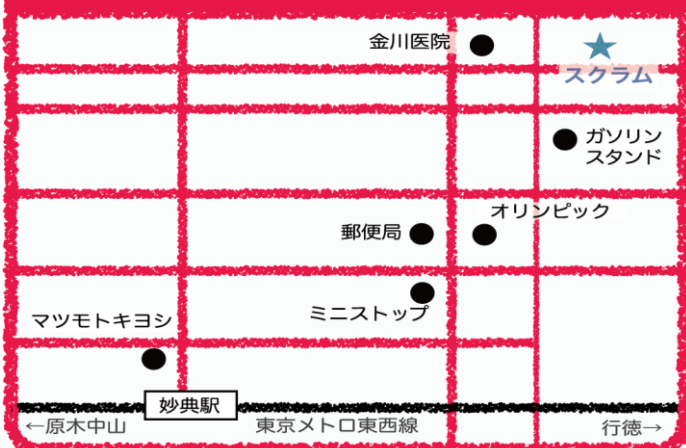 金川医院
スクラム
ガソリン
スタンド
オリンピック
郵便局
ミニストップ
マツモトキヨシ
妙典駅
←原木中山
東京メトロ東西線
行徳→